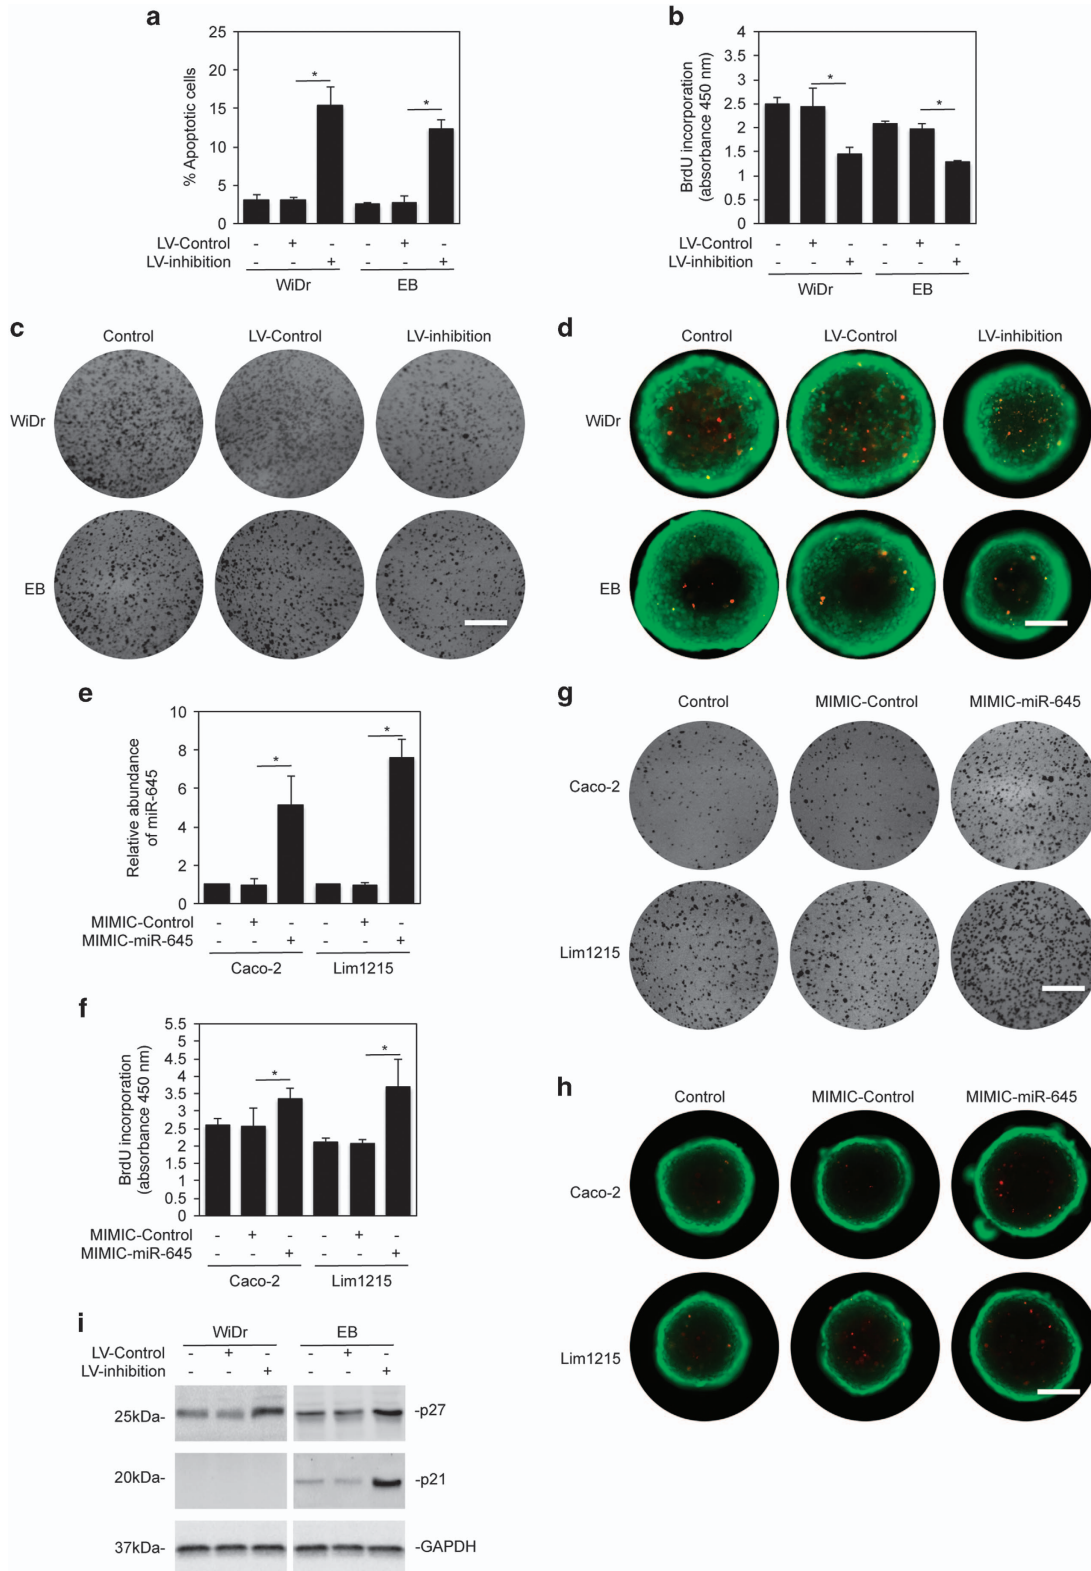 a
25
20
15
10
5
0
% Apoptotic cells
*
*
LV-Control - + - - + -
LV-inhibition - - + - - +
WiDr EB
b
4
3.5
3
2.5
2
1.5
1
0.5
0
BrdU incorporation
(absorbance 450 nm)
*
*
LV-Control - + - - + -
LV-inhibition - - + - - +
WiDr EB
c
Control LV-Control LV-inhibition
WiDr
EB
d
Control LV-Control LV-inhibition
WiDr
EB
e
10
8
6
4
2
0
Relative abundance
of miR-645
*
*
MIMIC-Control - + - - + -
MIMIC-miR-645 - - + - - +
Caco-2 Lim1215
f
5.5
5
4.5
4
3.5
3
2.5
2
1.5
1
0.5
0
BrdU incorporation
(absorbance 450 nm)
*
*
MIMIC-Control - + - - + -
MIMIC-miR-645 - - + - - +
Caco-2 Lim1215
g
Control MIMIC-Control MIMIC-miR-645
Caco-2
Lim1215
h
Control MIMIC-Control MIMIC-miR-645
Caco-2
Lim1215
i
WiDr EB
LV-Control - + - - + -
LV-inhibition - - + - - +
25kDa- -p27
20kDa- -p21
37kDa- -GAPDH